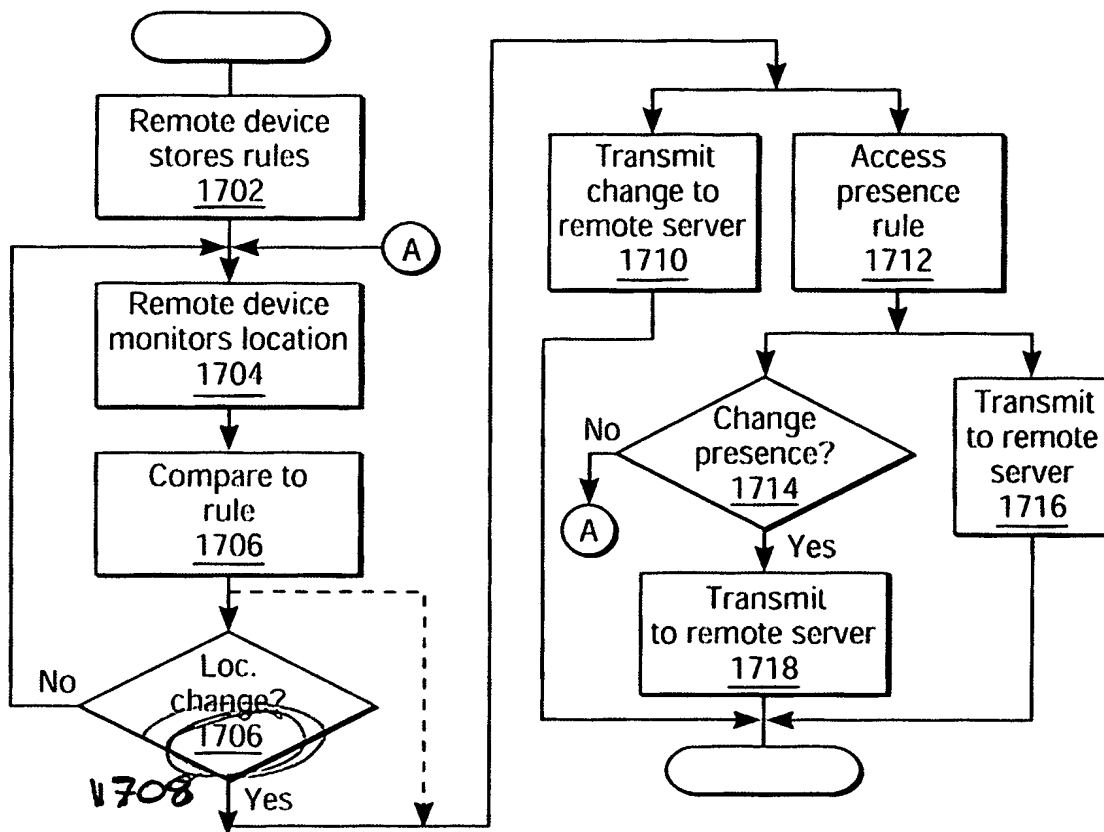 Remote device
stores rules
1702
A
Remote device
monitors location
1704
Compare to
rule
1706
No
Loc.
change?
1706
1708
Yes
Transmit
change to
remote server
1710
Access
presence
rule
1712
No
Change
presence?
1714
A
Yes
Transmit
to remote
server
1716
Transmit
to remote server
1718